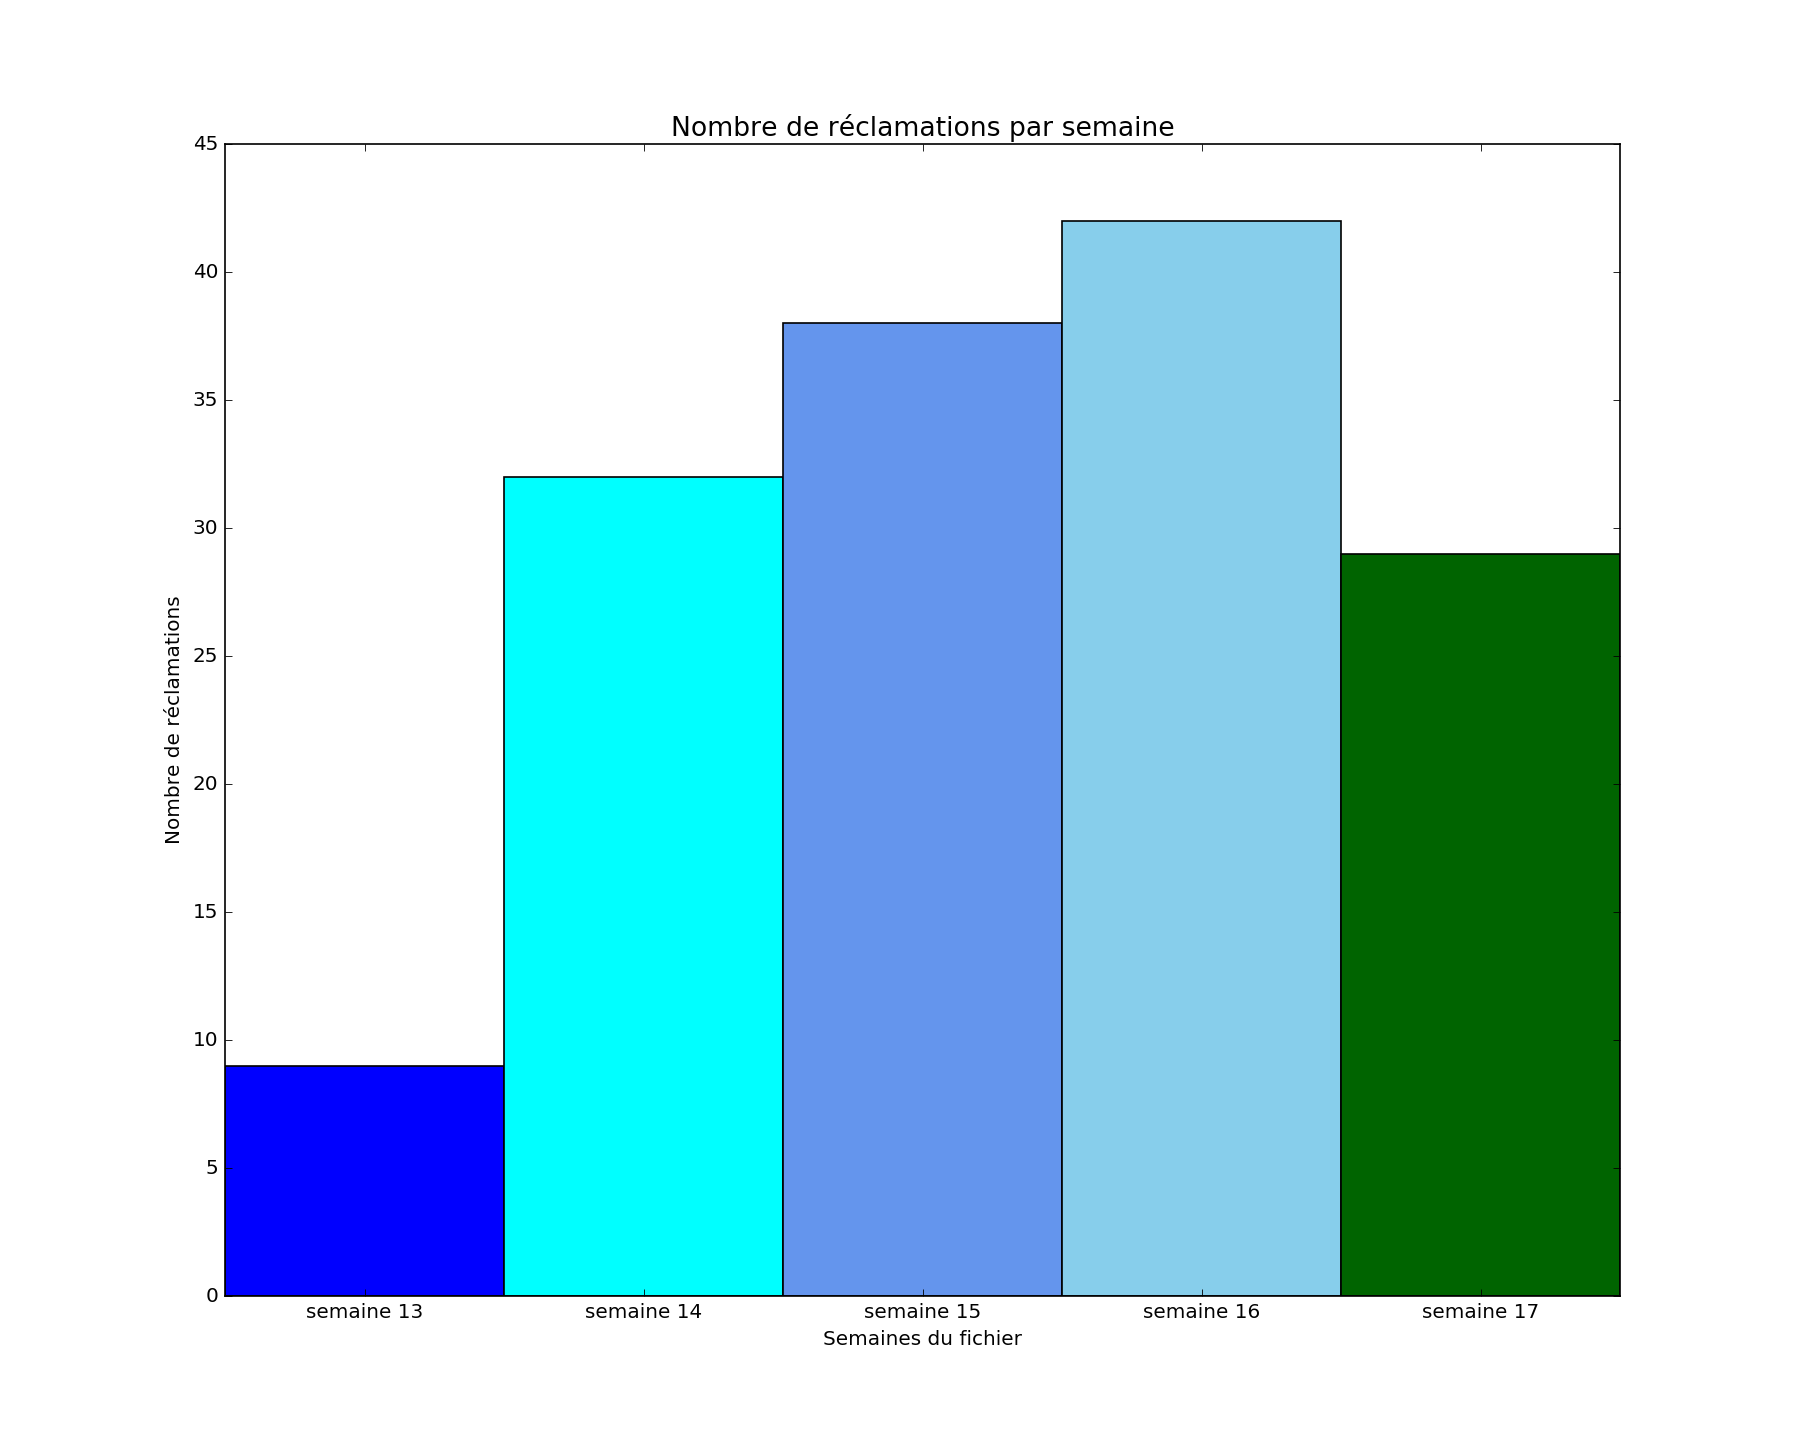 Nombre de réclamations par semaine
45
40
35
30
25
20
15
10
5
0
Nombre de réclamations
semaine 13 semaine 14 semaine 15 semaine 16 semaine 17
Semaines du fichier